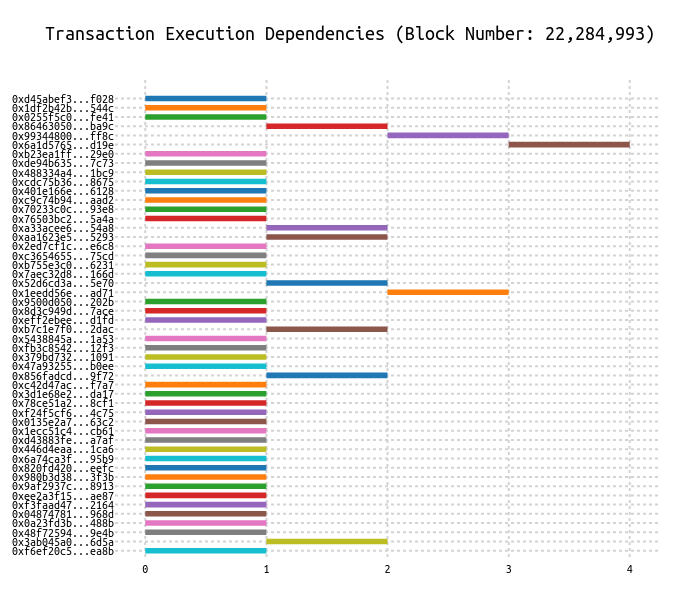 Transaction Execution Dependencies (Block Number: 22,284,993)
0xd45abef3...f028
0x1df2b42b...544c
0x0255f5c0...fe41
0x86463050...ba9c
0x99344800...ff8c
0x6a1d5765...d19e
0xb23ea1ff...29e0
0xde94b635...7c73
0x488334a4...1bc9
0xcdc75b36...8675
0x401e166e...6128
0xc9c74b94...aad2
0x70233c0c...93e8
0x76503bc2...5a4a
0xa33acee6...54a8
0xaa1623e5...5293
0x2ed7cf1c...e6c8
0xc3654655...75cd
0xb755e3c0...6231
0x7aec32d8...166d
0x52d6cd3a...5e70
0x1eedd56e...ad71
0x9500d050...202b
0x8d3c949d...7ace
0xeff2ebee...d1fd
0xb7c1e7f0...2dac
0x5438845a...1a53
0xfb3c8542...12f3
0x379bd732...1091
0x47a93255...b0ee
0x856fadcd...9f72
0xc42d47ac...f7a7
0x3d1e68e2...da17
0x78ce51a2...8cf1
0xf24f5cf6...4c75
0x0135e2a7...63c2
0x1ecc51c4...cb61
0xd43883fe...a7af
0x446d4eaa...1ca6
0x6a74ca3f...95b9
0x820fd420...eefc
0x980b3d38...3f3b
0x9af2937c...8913
0xee2a3f15...ae87
0xf3faad47...2164
0x04874781...968d
0x0a23fd3b...488b
0x48f72594...9e4b
0x3ab045a0...6d5a
0xf6ef20c5...ea8b
0 1 2 3 4